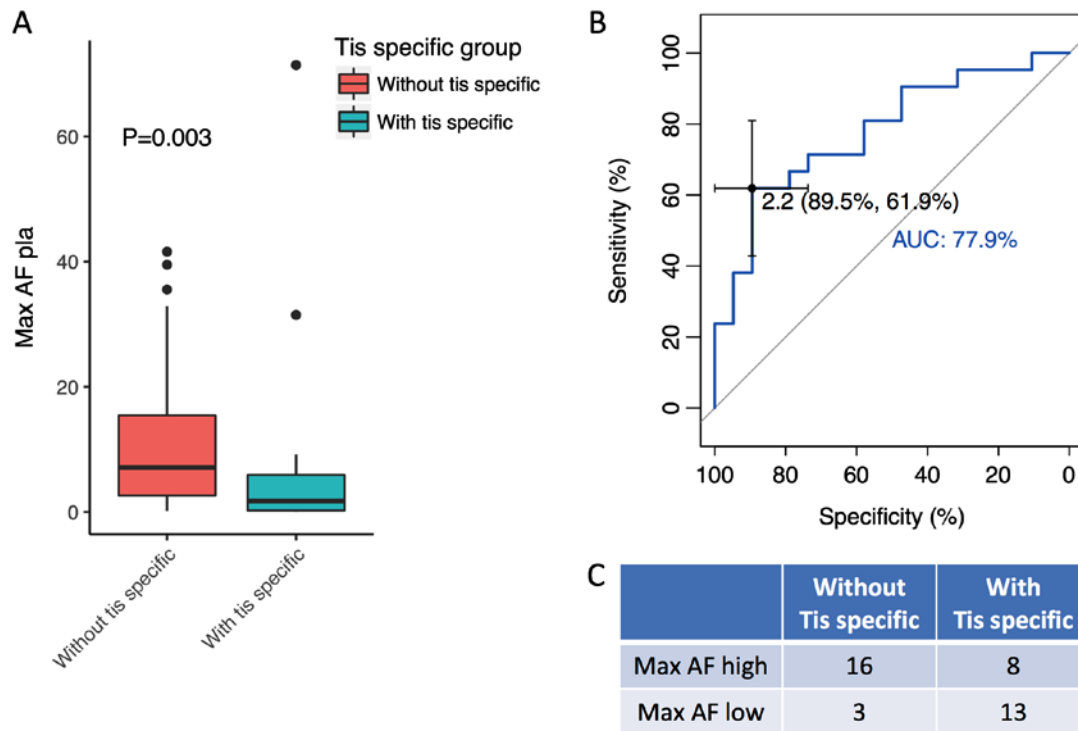 A
Tis specific group
Without tis specific
With tis specific
P=0.003
Max AF pla
60
40
20
0
Without tis specific
With tis specific
B
Sensitivity (%)
100
80
60
40
20
0
2.2 (89.5%, 61.9%)
AUC: 77.9%
100 80 60 40 20 0
Specificity (%)
C
Without Tis specific
With Tis specific
Max AF high 16 8
Max AF low 3 13